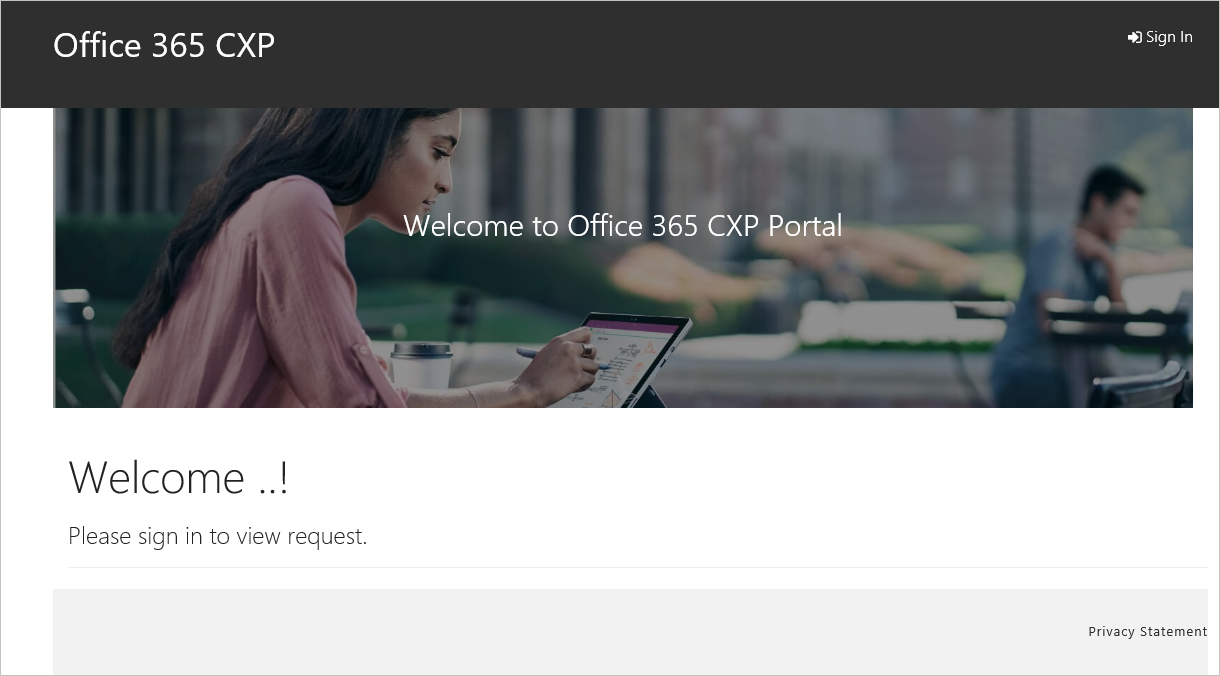 Office 365 CXP
Sign In
Welcome to Office 365 CXP Portal
Welcome ..!
Please sign in to view request.
Privacy Statement